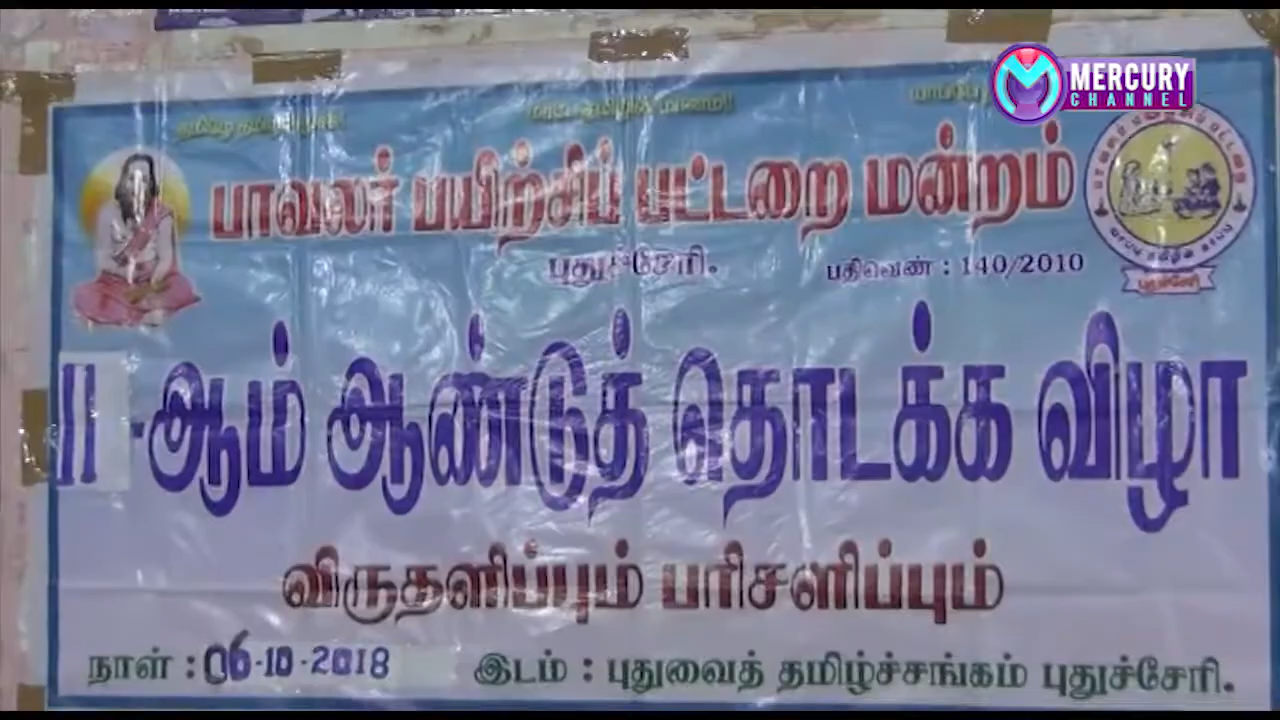 MERCURY
CHANNEL
பாவலர் பயிற்சிப் பட்டறை மன்றம்
புதுச்சேரி.
பதிவெண் : 140/2010
11 -ஆம் ஆண்டுத் தொடக்க விழா
விருதளிப்பும் பரிசளிப்பும்
நாள் : 06-10-2018
இடம் : புதுவைத் தமிழ்ச்சங்கம் புதுச்சேரி.